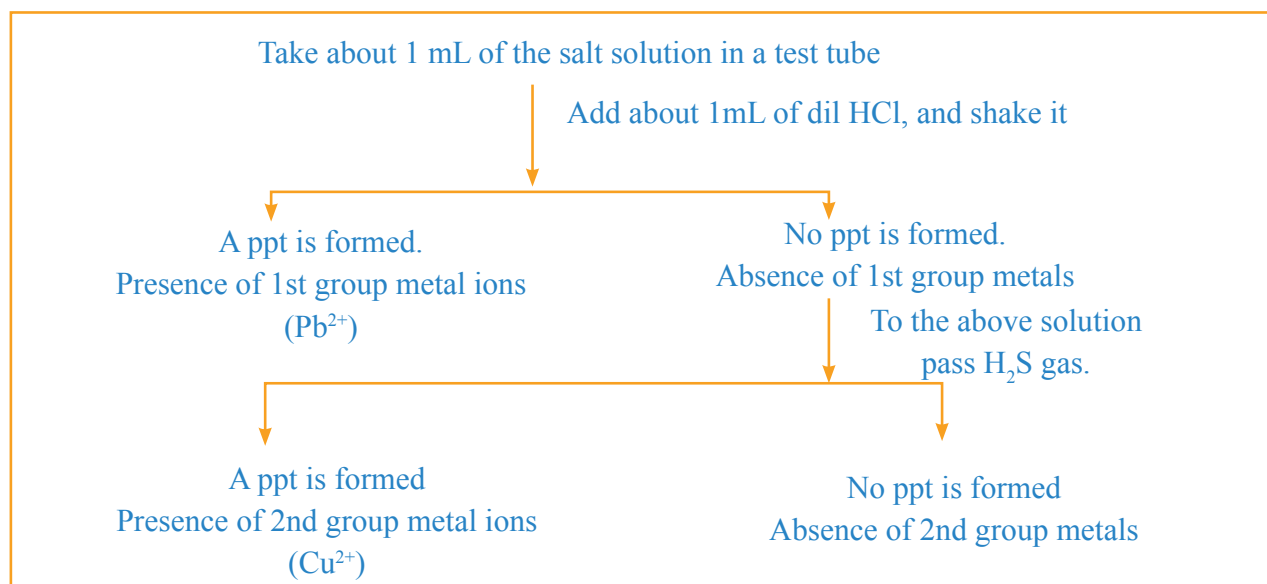 Take about 1 mL of the salt solution in a test tube
Add about 1mL of dil HCl, and shake it
A ppt is formed.
Presence of 1st group metal ions
(Pb²⁺)
No ppt is formed.
Absence of 1st group metals
To the above solution
pass H₂S gas.
A ppt is formed
Presence of 2nd group metal ions
(Cu²⁺)
No ppt is formed
Absence of 2nd group metals